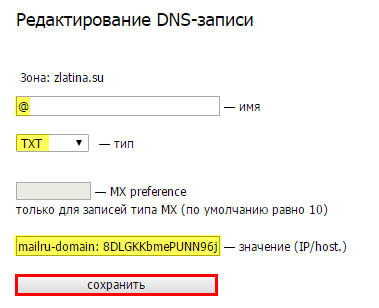 Редактирование DNS-записи
Зона: zlatina.su
@ — имя
TXT — тип
— MX preference
только для записей типа MX (по умолчанию равно 10)
mailru-domain: 8DLGKKbmePUNN96j — значение (IP/host.)
сохранить